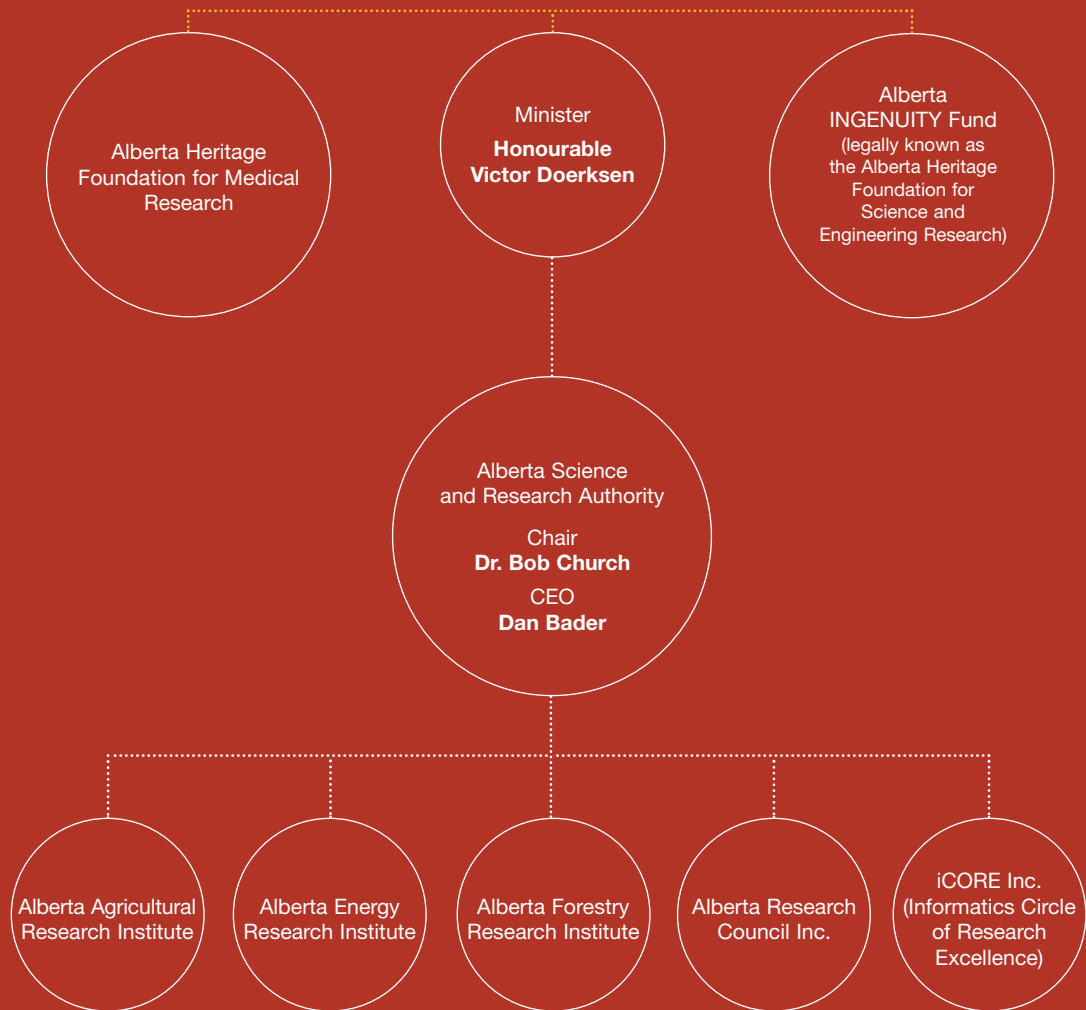 Alberta Heritage
Foundation for Medical
Research
Minister
Honourable
Victor Doerksen
Alberta
INGENUITY Fund
(legally known as
the Alberta Heritage
Foundation for
Science and
Engineering Research)
Alberta Science
and Research Authority
Chair
Dr. Bob Church
CEO
Dan Bader
Alberta Agricultural
Research Institute
Alberta Energy
Research Institute
Alberta Forestry
Research Institute
Alberta Research
Council Inc.
iCORE Inc.
(Informatics Circle
of Research
Excellence)